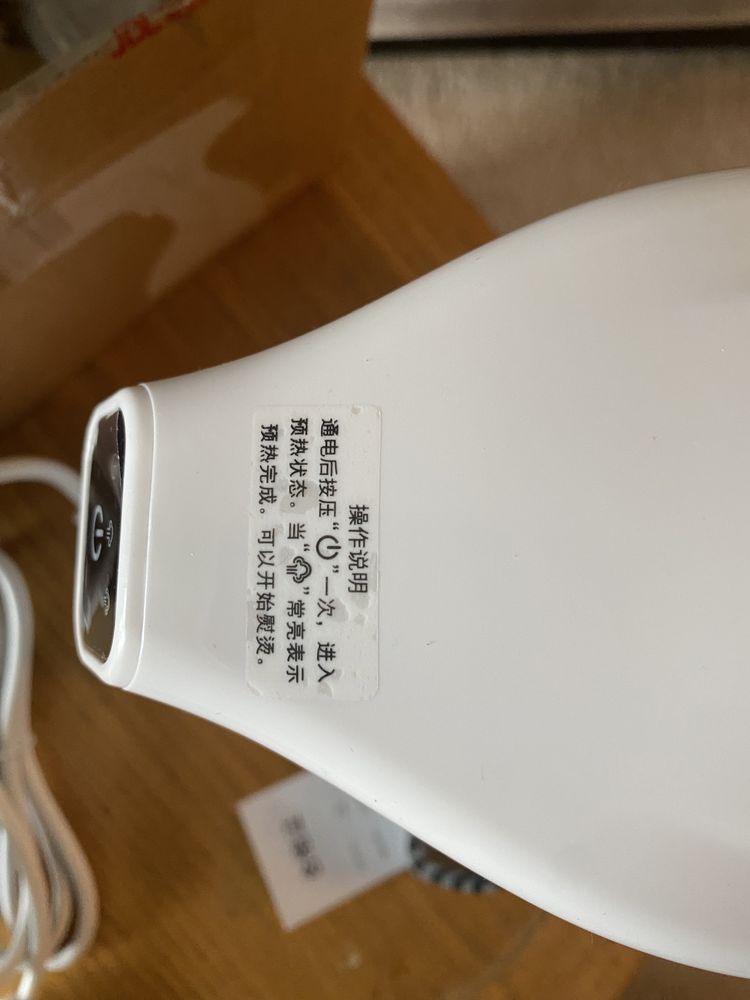 操作说明
通电后按压“⏻”一次，进入
预热状态。当“”常亮表示
预热完成。可以开始熨烫。
JDL